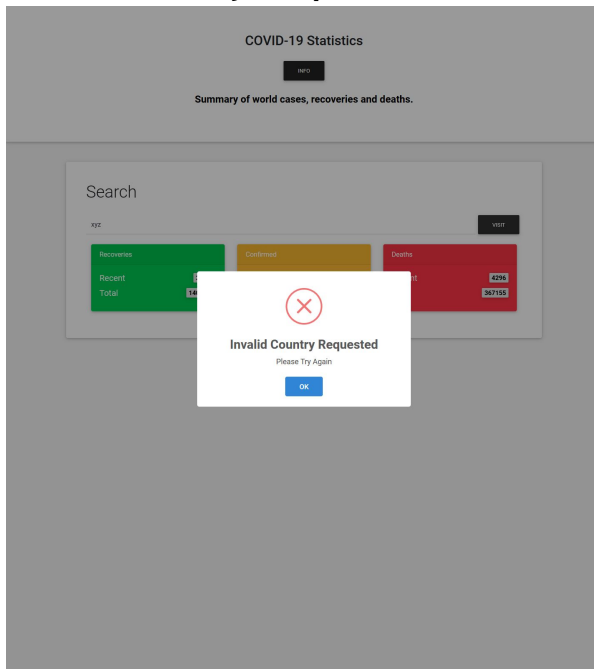 COVID-19 Statistics
INFO
Summary of world cases, recoveries and deaths.
Search
xyz
VISIT
Recoveries
Confirmed
Deaths
Recent
4296
Total
367155
Invalid Country Requested
Please Try Again
OK